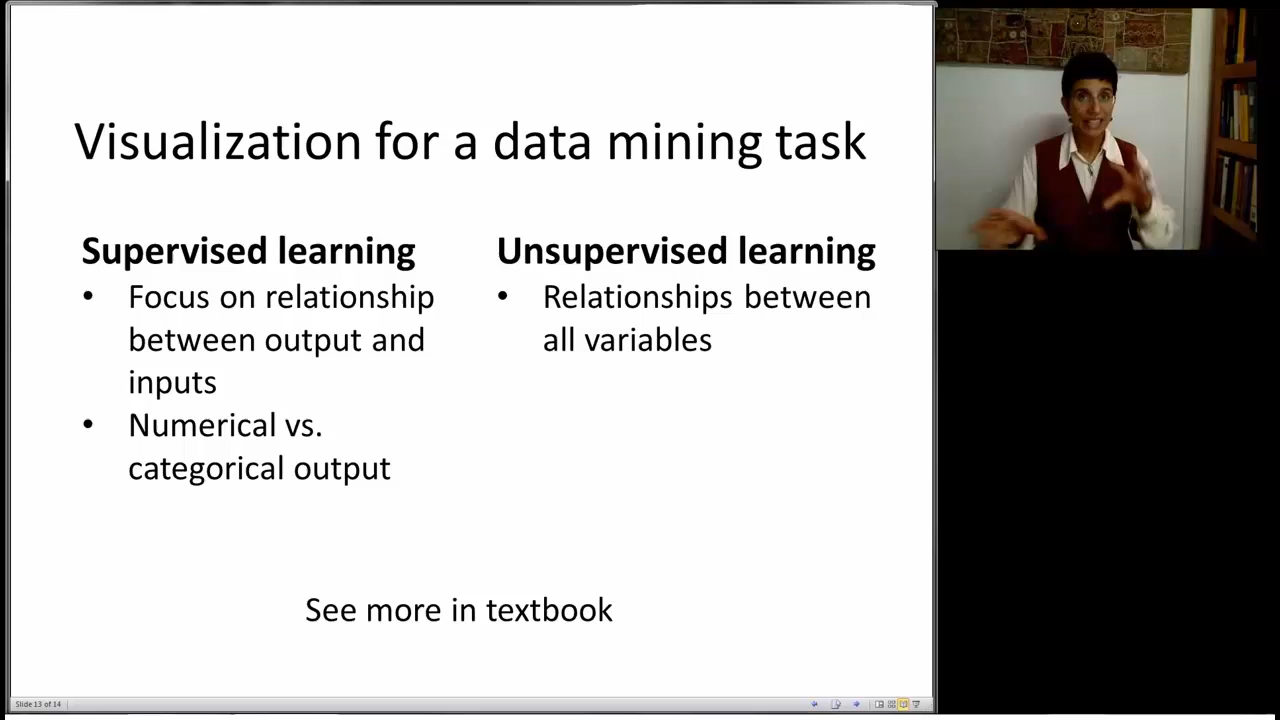 Visualization for a data mining task
Supervised learning
• Focus on relationship
between output and
inputs
• Numerical vs.
categorical output
Unsupervised learning
• Relationships between
all variables
See more in textbook
Slide 13 of 14